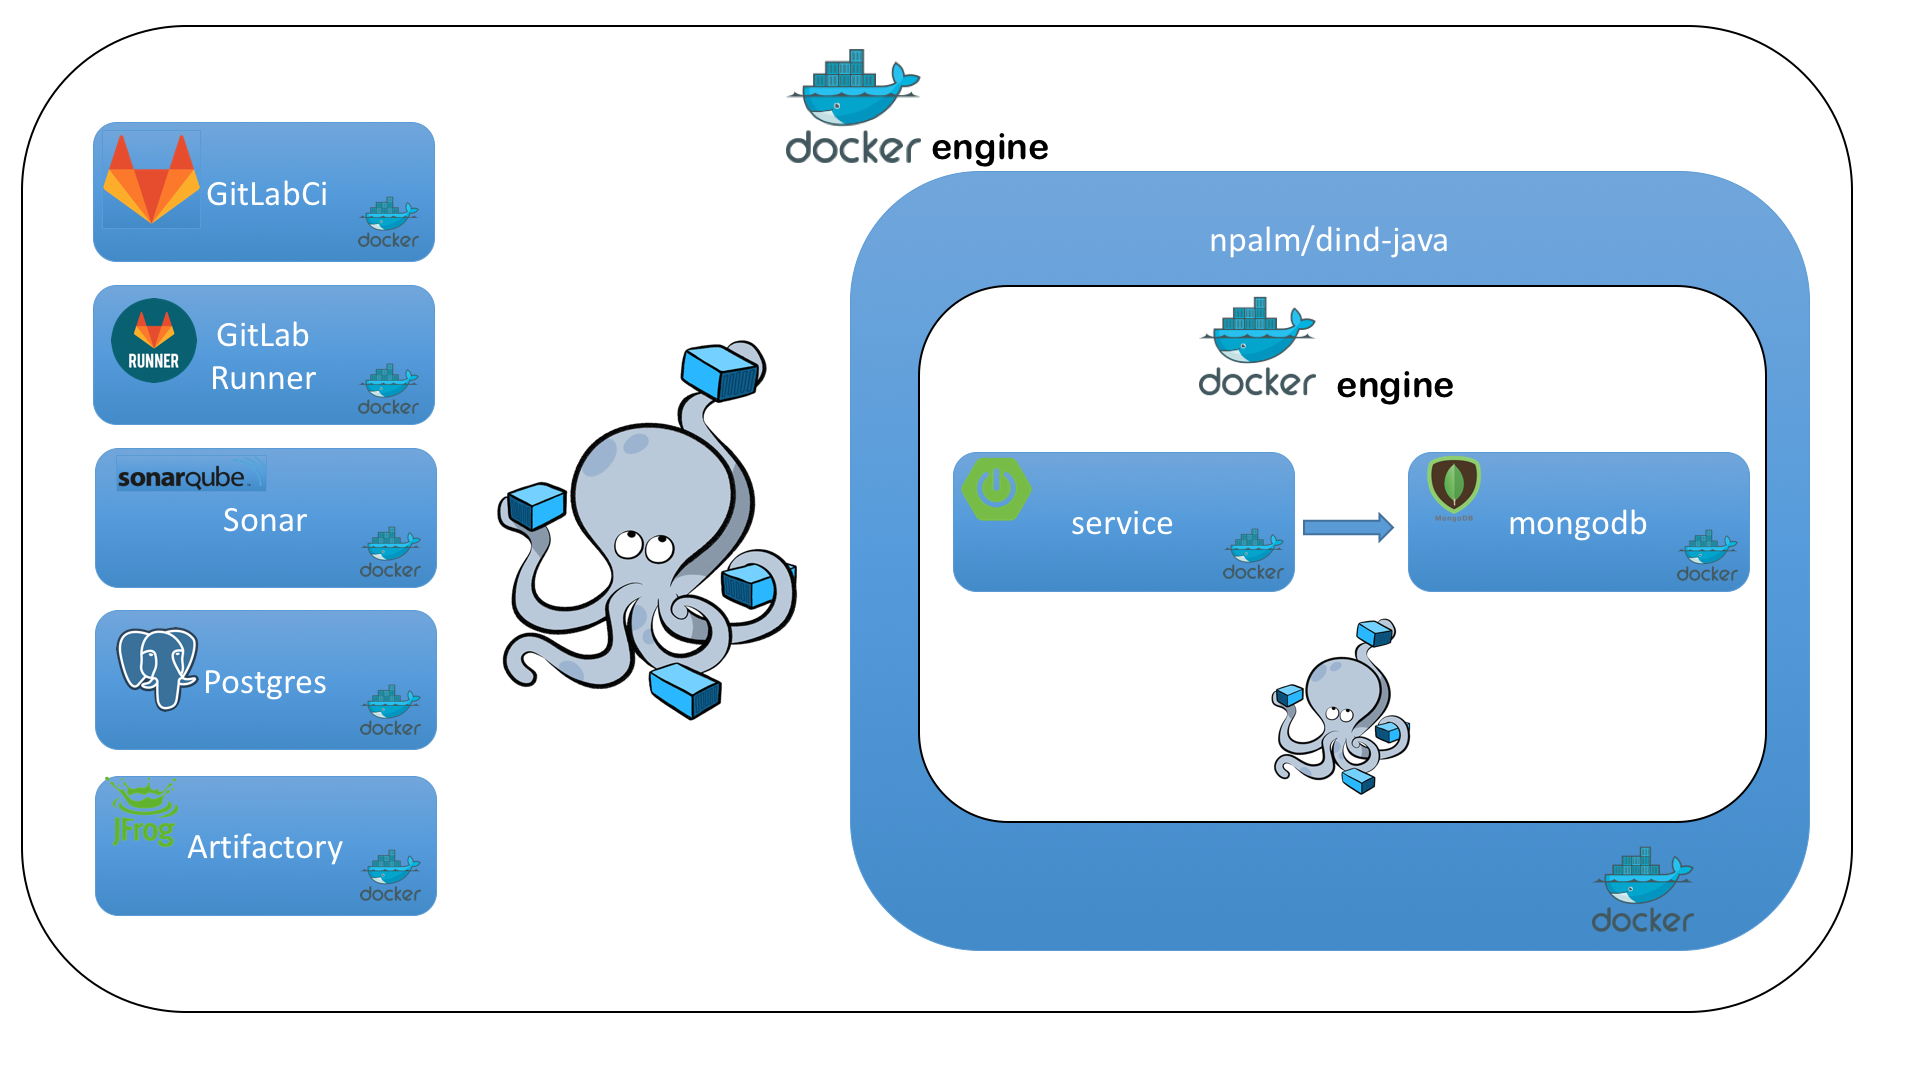 docker engine
GitLabCi
docker
RUNNER
GitLab
Runner
docker
sonarqube
Sonar
docker
Postgres
docker
JFrog
Artifactory
docker
npalm/dind-java
docker engine
service
docker
MongoDB
mongodb
docker
docker